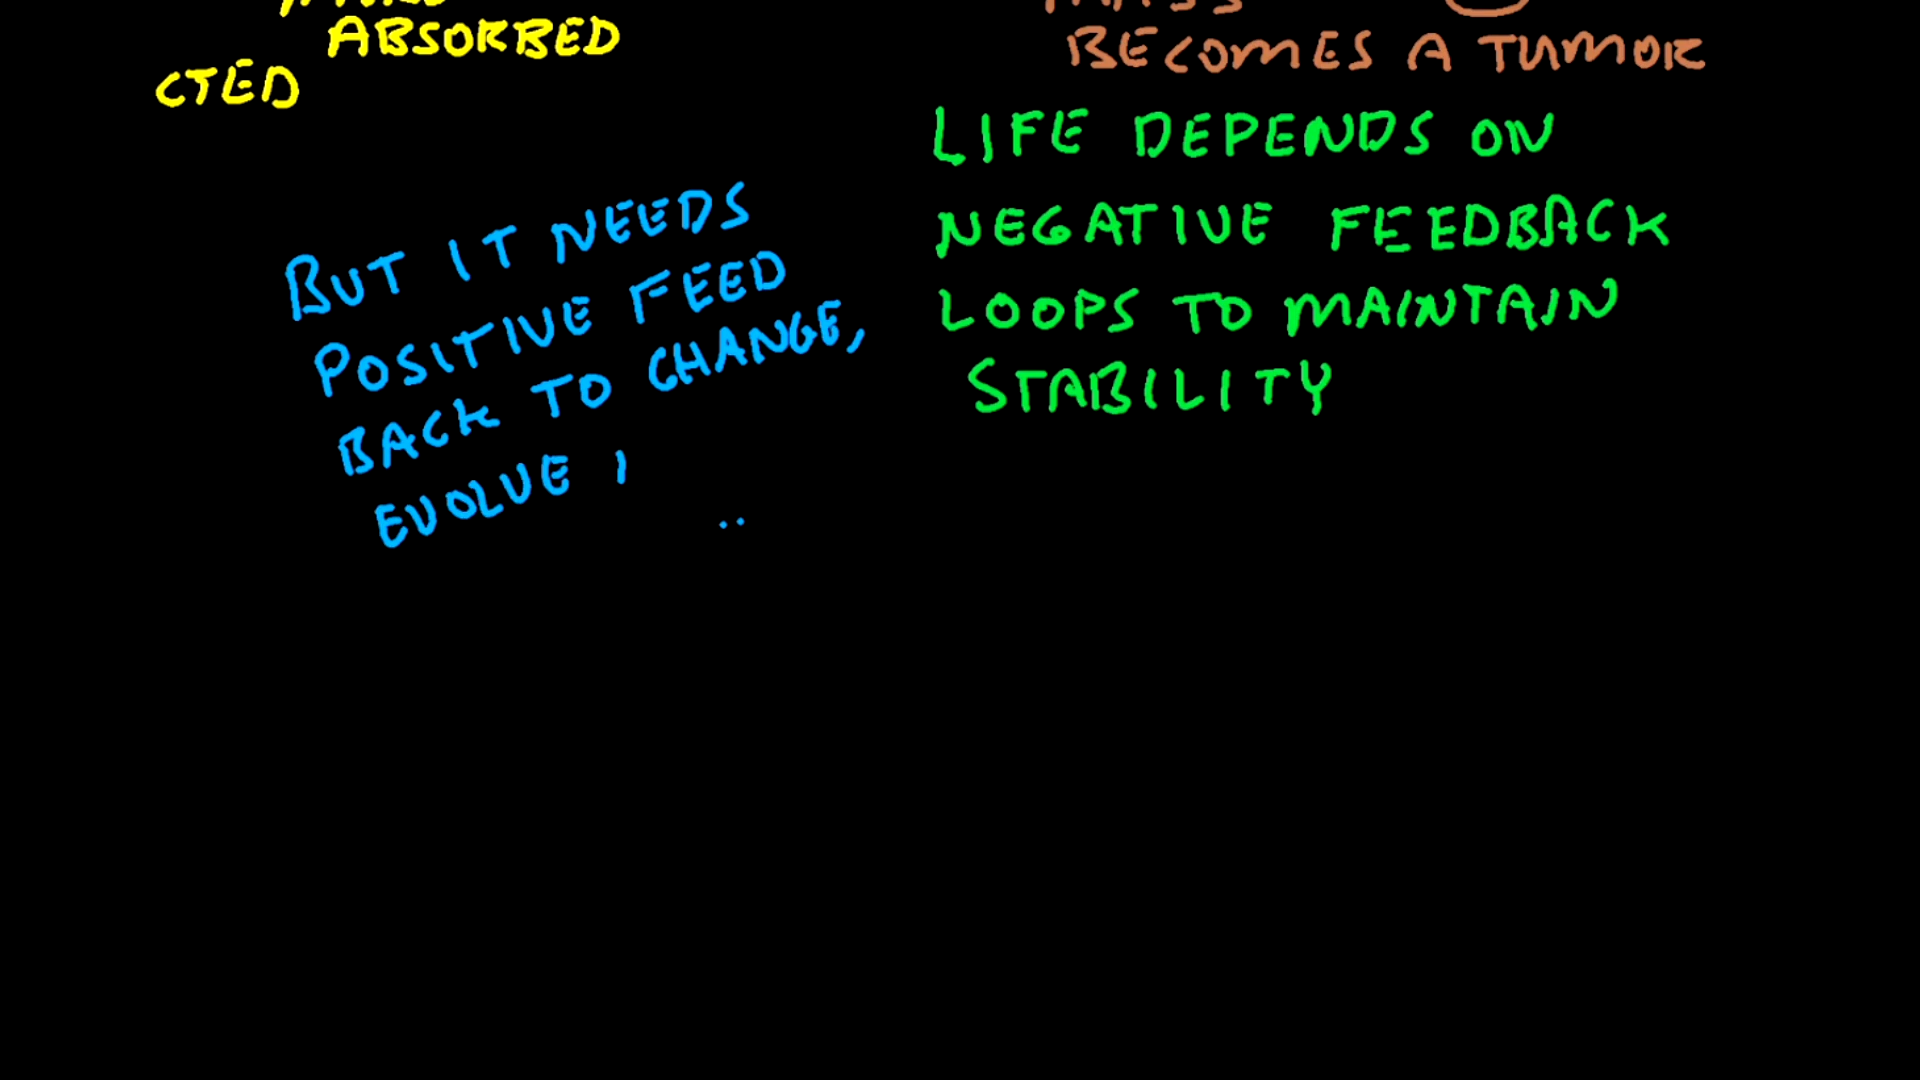 ABSORBED
CTED
BECOMES A TUMOR
LIFE DEPENDS ON
NEGATIVE FEEDBACK
LOOPS TO MAINTAIN
STABILITY
BUT IT NEEDS
POSITIVE FEED
BACK TO CHANGE,
EVOLVE, ..